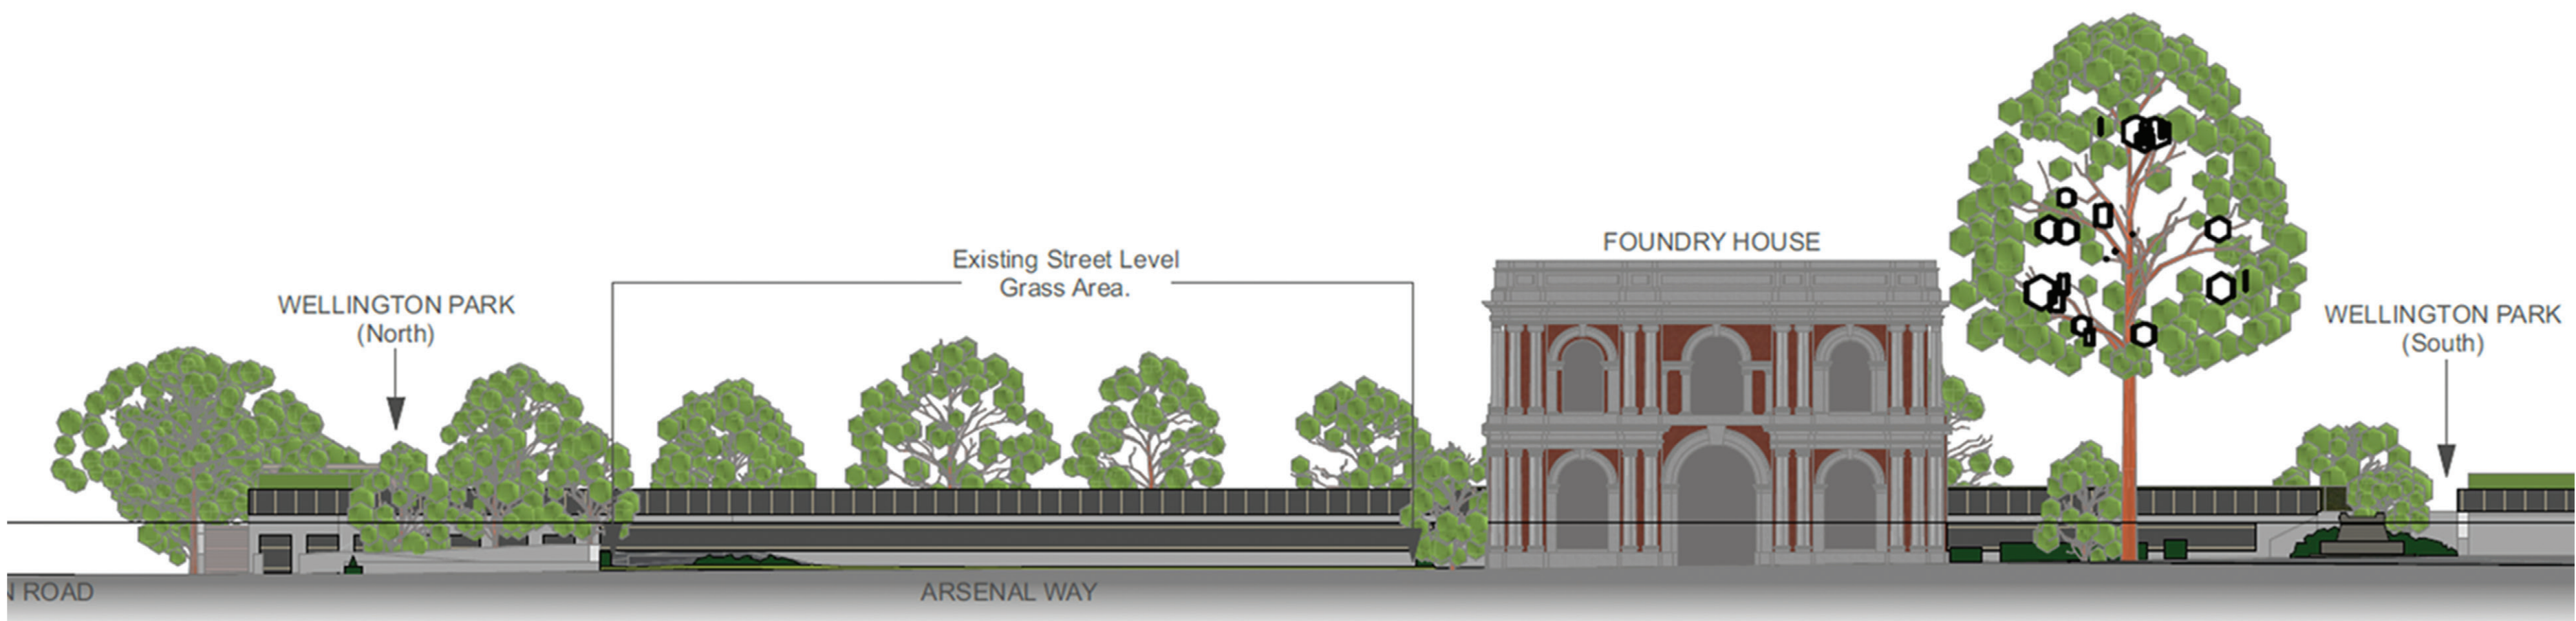 WELLINGTON PARK
(North)
Existing Street Level
Grass Area.
FOUNDRY HOUSE
WELLINGTON PARK
(South)
ROAD
ARSENAL WAY